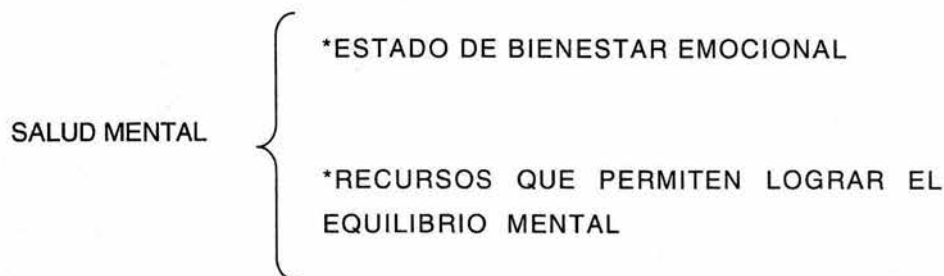 *ESTADO DE BIENESTAR EMOCIONAL
SALUD MENTAL
*RECURSOS QUE PERMITEN LOGRAR EL
EQUILIBRIO MENTAL